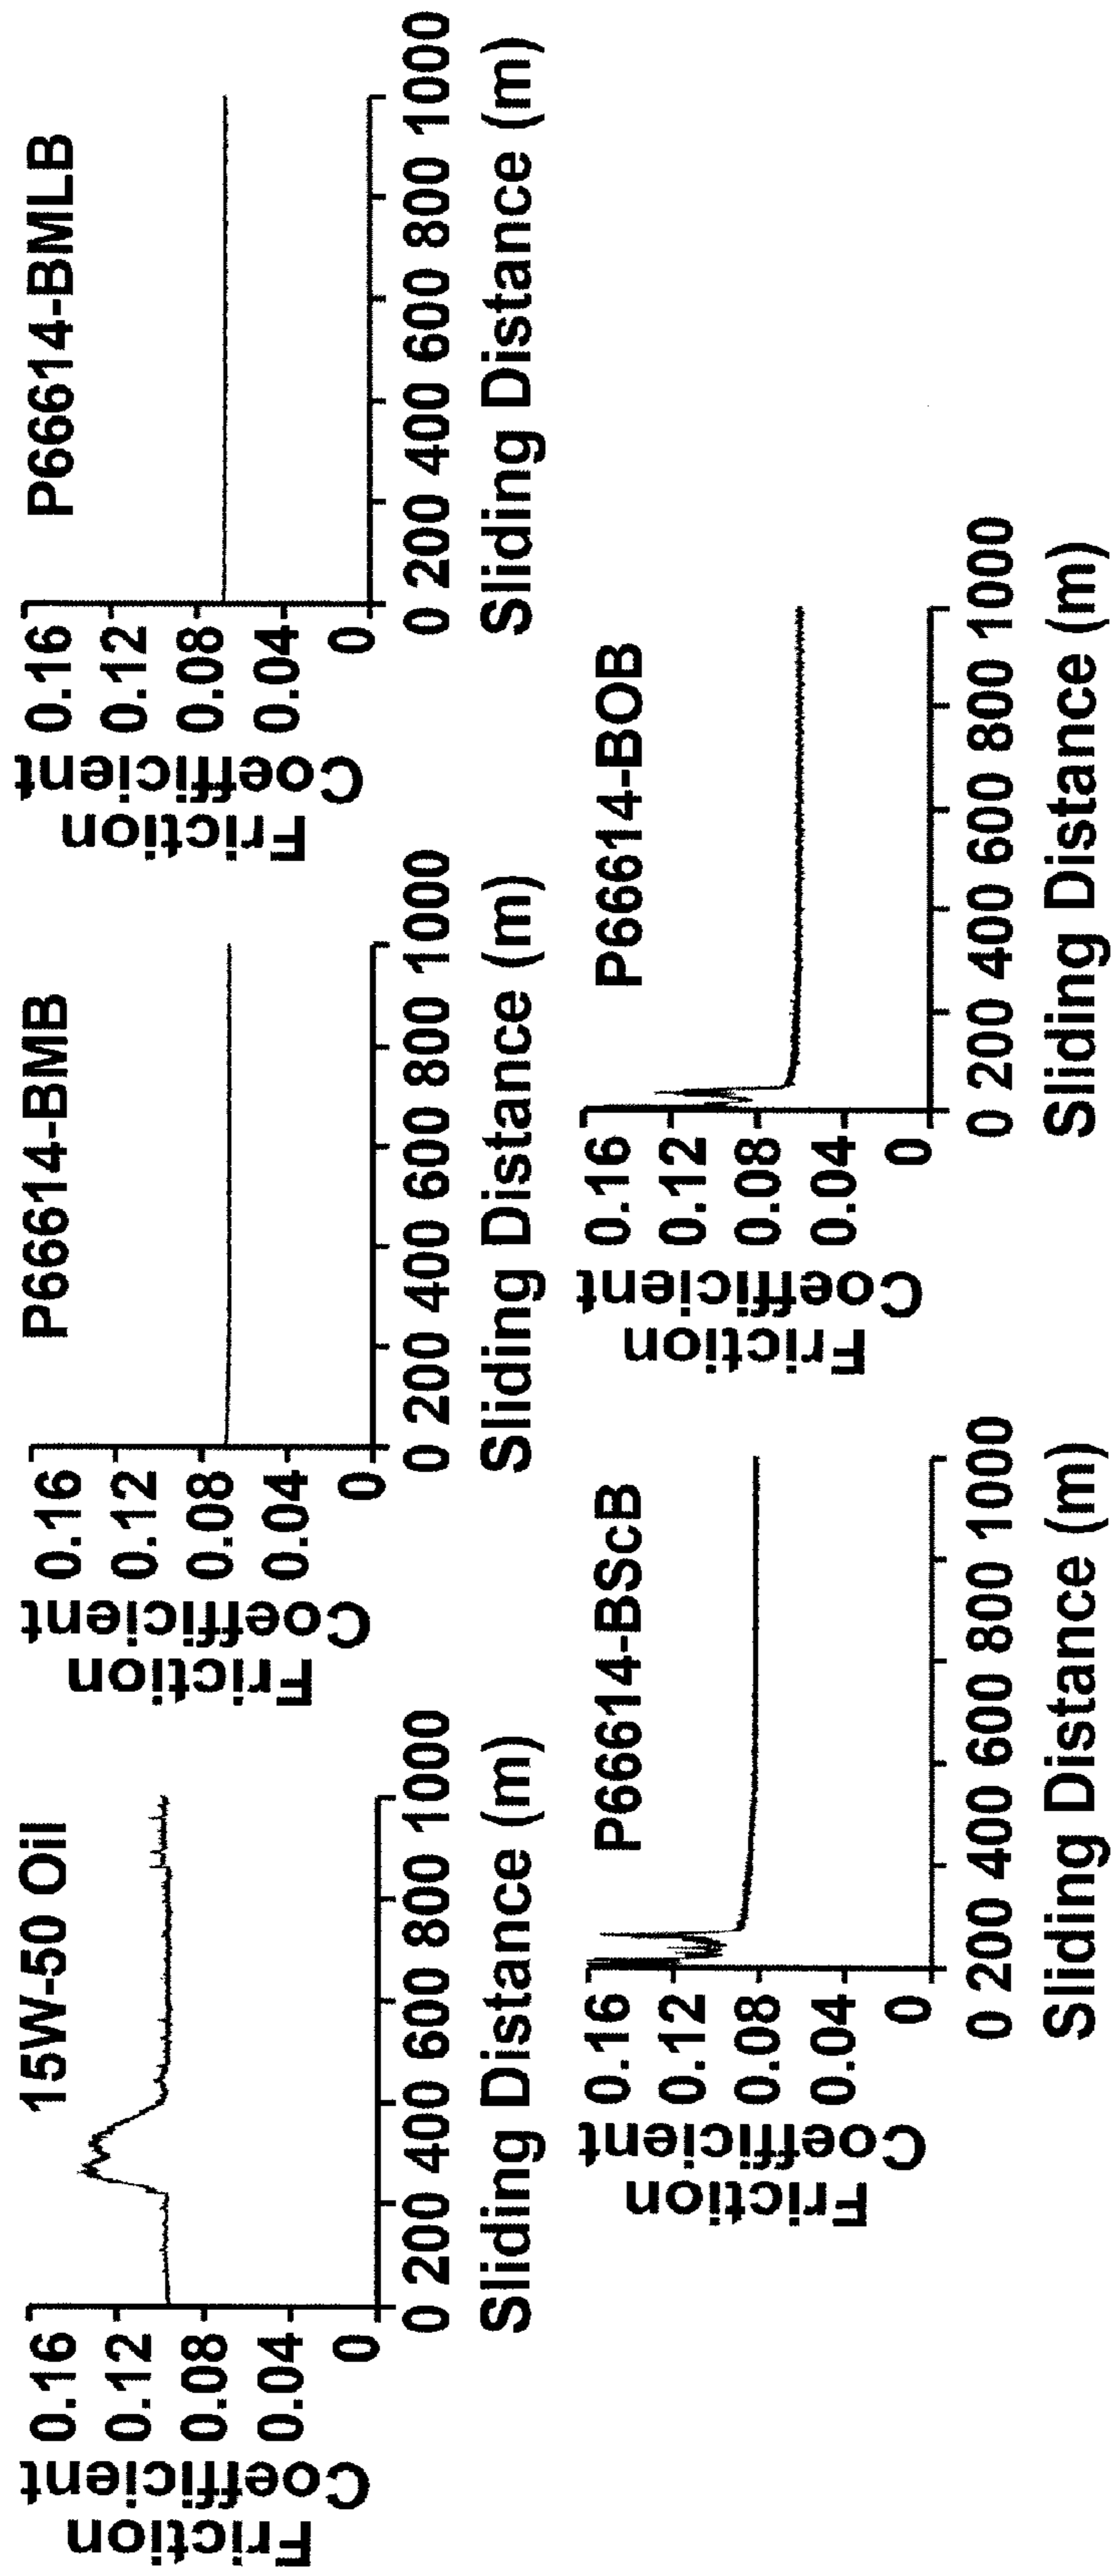 15W-50 Oil
Friction
Coefficient
0.16
0.12
0.08
0.04
0
0 200 400 600 800 1000
Sliding Distance (m)
P66614-BMB
Friction
Coefficient
0.16
0.12
0.08
0.04
0
0 200 400 600 800 1000
Sliding Distance (m)
P66614-BMLB
Friction
Coefficient
0.16
0.12
0.08
0.04
0
0 200 400 600 800 1000
Sliding Distance (m)
P66614-BScB
Friction
Coefficient
0.16
0.12
0.08
0.04
0
0 200 400 600 800 1000
Sliding Distance (m)
P66614-BOB
Friction
Coefficient
0.16
0.12
0.08
0.04
0
0 200 400 600 800 1000
Sliding Distance (m)